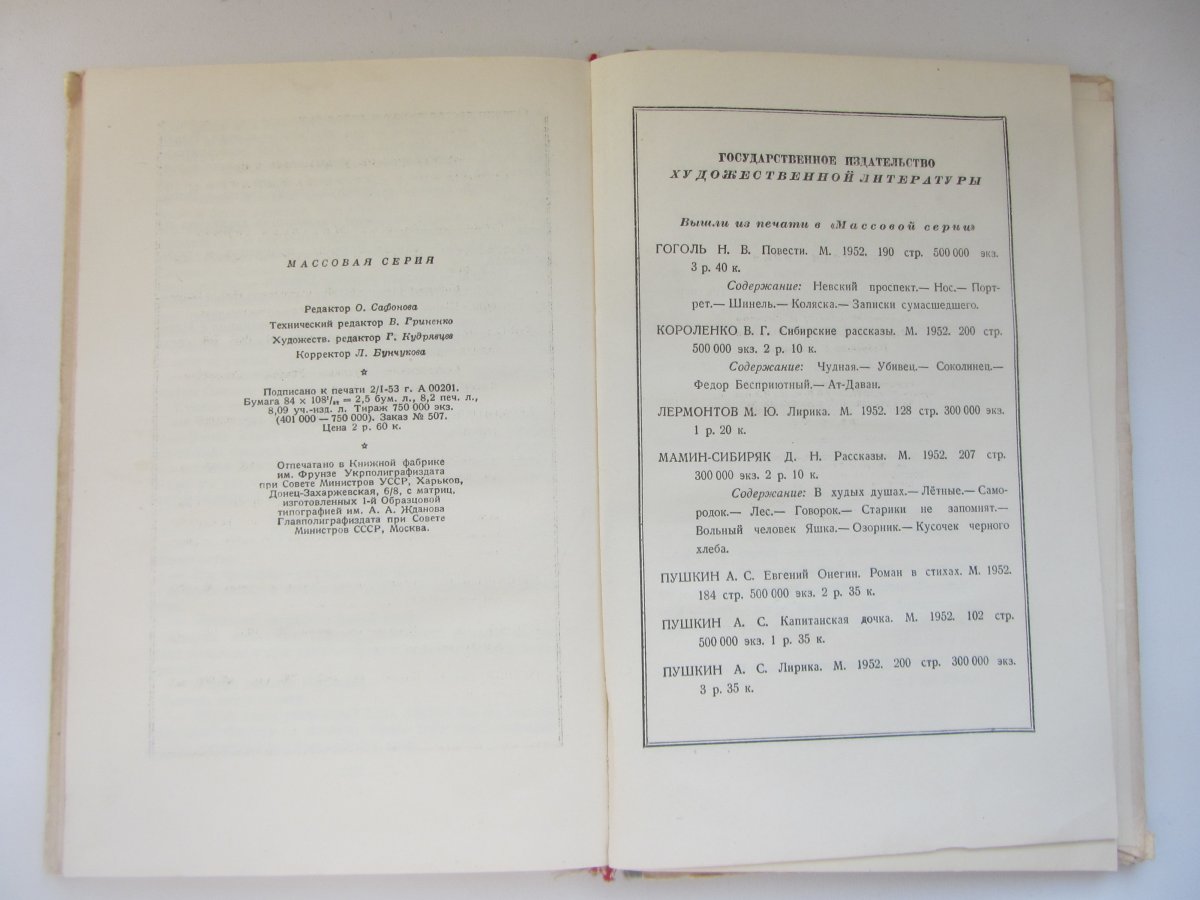 МАССОВАЯ СЕРИЯ
Редактор О. Сафонова
Технический редактор В. Гриненко
Художеств. редактор Г. Кудрявцев
Корректор Л. Бунчукова
☆
Подписано к печати 2/I-53 г. А 00201.
Бумага 84 x 108¹/₃₂ = 2,5 бум. л., 8,2 печ. л.,
8,09 уч.-изд. л. Тираж 750 000 экз.
(401 000 — 750 000). Заказ № 507.
Цена 2 р. 60 к.
☆
Отпечатано в Книжной фабрике
им. Фрунзе Укрполиграфиздата
при Совете Министров УССР, Харьков,
Донец-Захаржевская, 6/8, с матриц,
изготовленных 1-й Образцовой
типографией им. А. А. Жданова
Главполиграфиздата при Совете
Министров СССР, Москва.
ГОСУДАРСТВЕННОЕ ИЗДАТЕЛЬСТВО
ХУДОЖЕСТВЕННОЙ ЛИТЕРАТУРЫ
Вышли из печати в «Массовой серии»
ГОГОЛЬ Н. В. Повести. М. 1952. 190 стр. 500 000 экз.
3 р. 40 к.
Содержание: Невский проспект.— Нос.— Порт-
рет.— Шинель.— Коляска.— Записки сумасшедшего.
КОРОЛЕНКО В. Г. Сибирские рассказы. М. 1952. 200 стр.
500 000 экз. 2 р. 10 к.
Содержание: Чудная.— Убивец.— Соколинец.—
Федор Бесприютный.— Ат-Даван.
ЛЕРМОНТОВ М. Ю. Лирика. М. 1952. 128 стр. 300 000 экз.
1 р. 20 к.
МАМИН-СИБИРЯК Д. Н. Рассказы. М. 1952. 207 стр.
300 000 экз. 2 р. 10 к.
Содержание: В худых душах.— Лётные.— Само-
родок.— Лес.— Говорок.— Старики не запомнят.—
Вольный человек Яшка.— Озорник.— Кусочек черного
хлеба.
ПУШКИН А. С. Евгений Онегин. Роман в стихах. М. 1952.
184 стр. 500 000 экз. 2 р. 35 к.
ПУШКИН А. С. Капитанская дочка. М. 1952. 102 стр.
500 000 экз. 1 р. 35 к.
ПУШКИН А. С. Лирика. М. 1952. 200 стр. 300 000 экз.
3 р. 35 к.